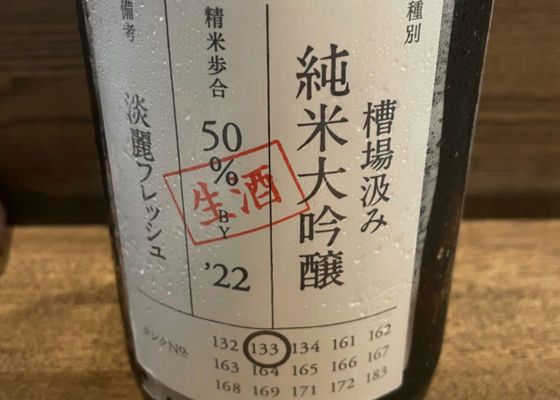 種別
槽場汲み
純米大吟醸
精米歩合
50%
BY
'22
生酒
備考
淡麗フレッシュ
タンクNo.
132 133 134 161 162
163 164 165 166 167
168 169 171 172 183